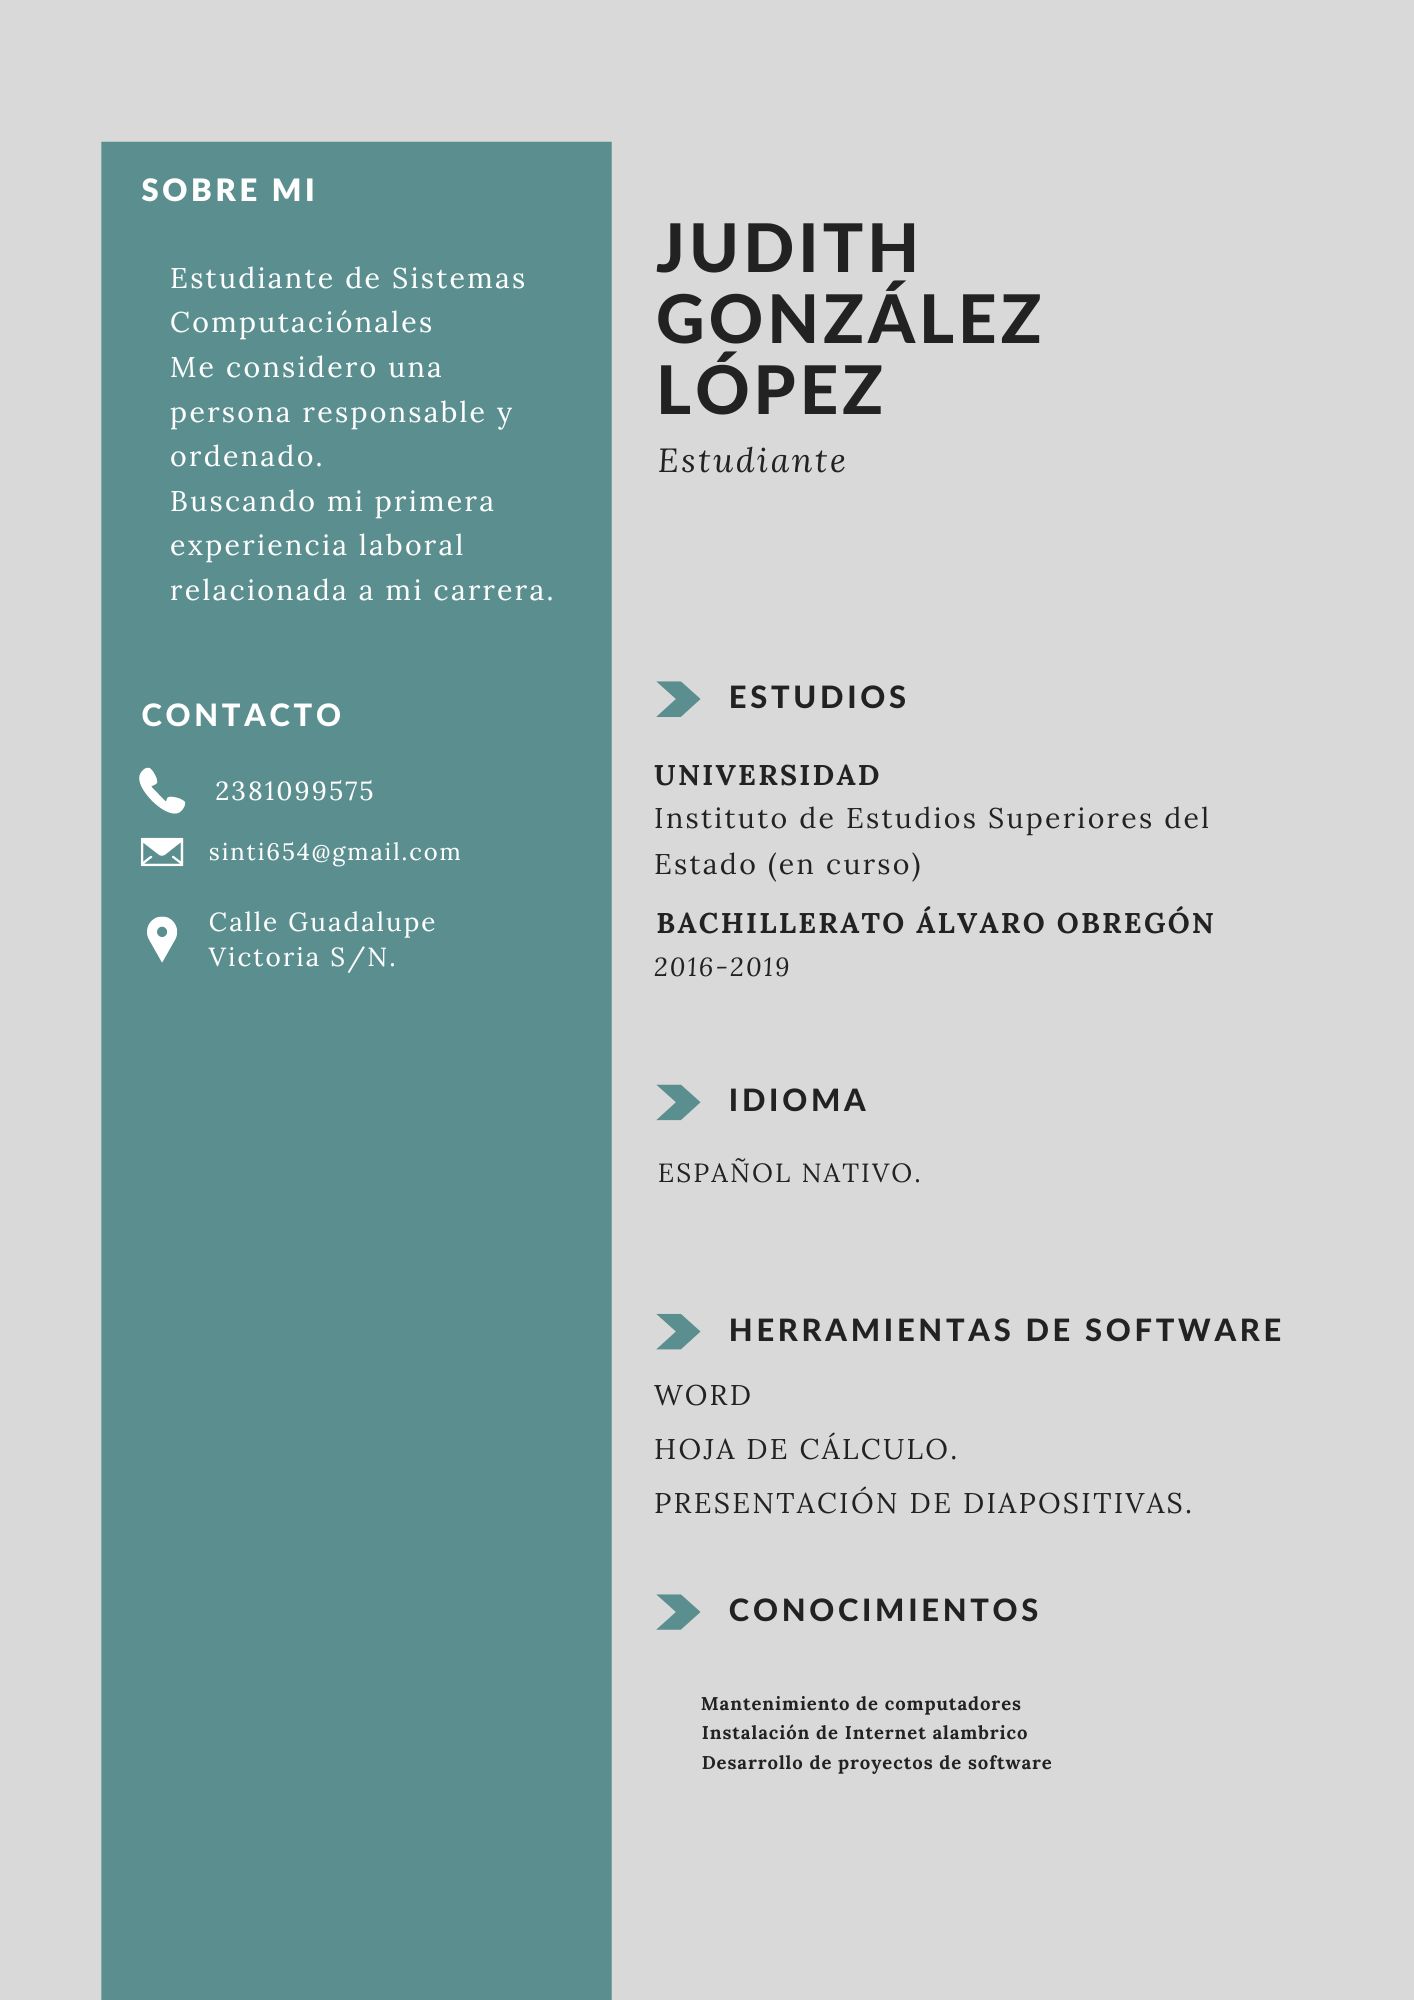 SOBRE MI
Estudiante de Sistemas
Computaciónales
Me considero una
persona responsable y
ordenado.
Buscando mi primera
experiencia laboral
relacionada a mi carrera.
CONTACTO
2381099575
sinti654@gmail.com
Calle Guadalupe
Victoria S/N.
JUDITH
GONZÁLEZ
LÓPEZ
Estudiante
ESTUDIOS
UNIVERSIDAD
Instituto de Estudios Superiores del
Estado (en curso)
BACHILLERATO ÁLVARO OBREGÓN
2016-2019
IDIOMA
ESPAÑOL NATIVO.
HERRAMIENTAS DE SOFTWARE
WORD
HOJA DE CÁLCULO.
PRESENTACIÓN DE DIAPOSITIVAS.
CONOCIMIENTOS
Mantenimiento de computadores
Instalación de Internet alambrico
Desarrollo de proyectos de software